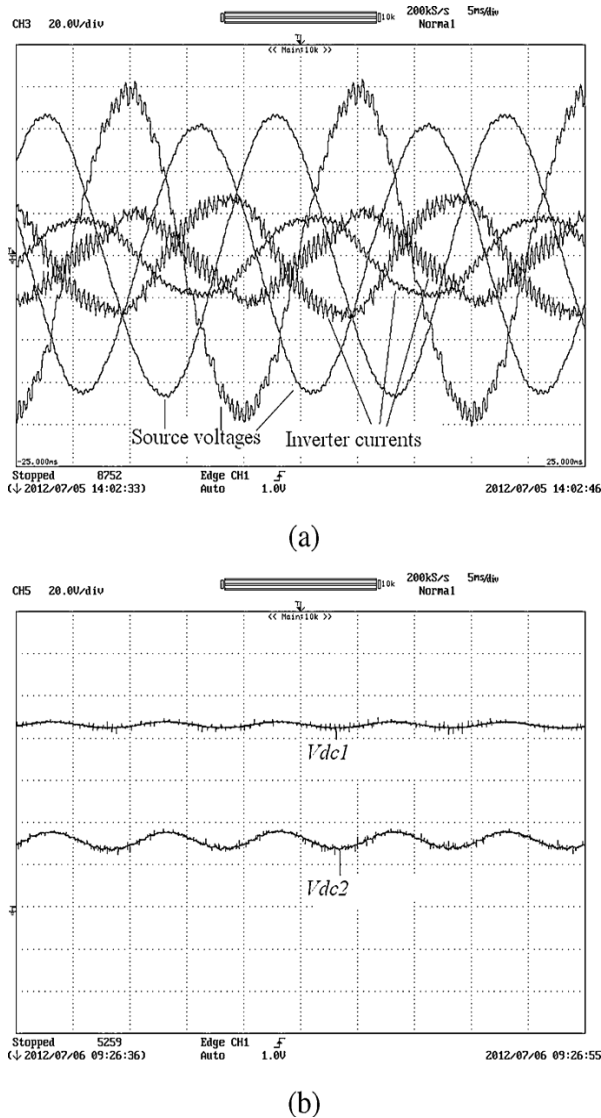 CH3 20.0V/div 10k 200kS/s 5ms/div
Normal
<< Main:10k >>
Source voltages Inverter currents
-25.000ms 25.000ms
Stopped 8752 Edge CH1
(↓2012/07/05 14:02:33) Auto 1.0V 2012/07/05 14:02:46
(a)
CH5 20.0V/div 10k 200kS/s 5ms/div
Normal
<< Main:10k >>
Vdc1
Vdc2
Stopped 5259 Edge CH1
(↓2012/07/06 09:26:36) Auto 1.0V 2012/07/06 09:26:55
(b)